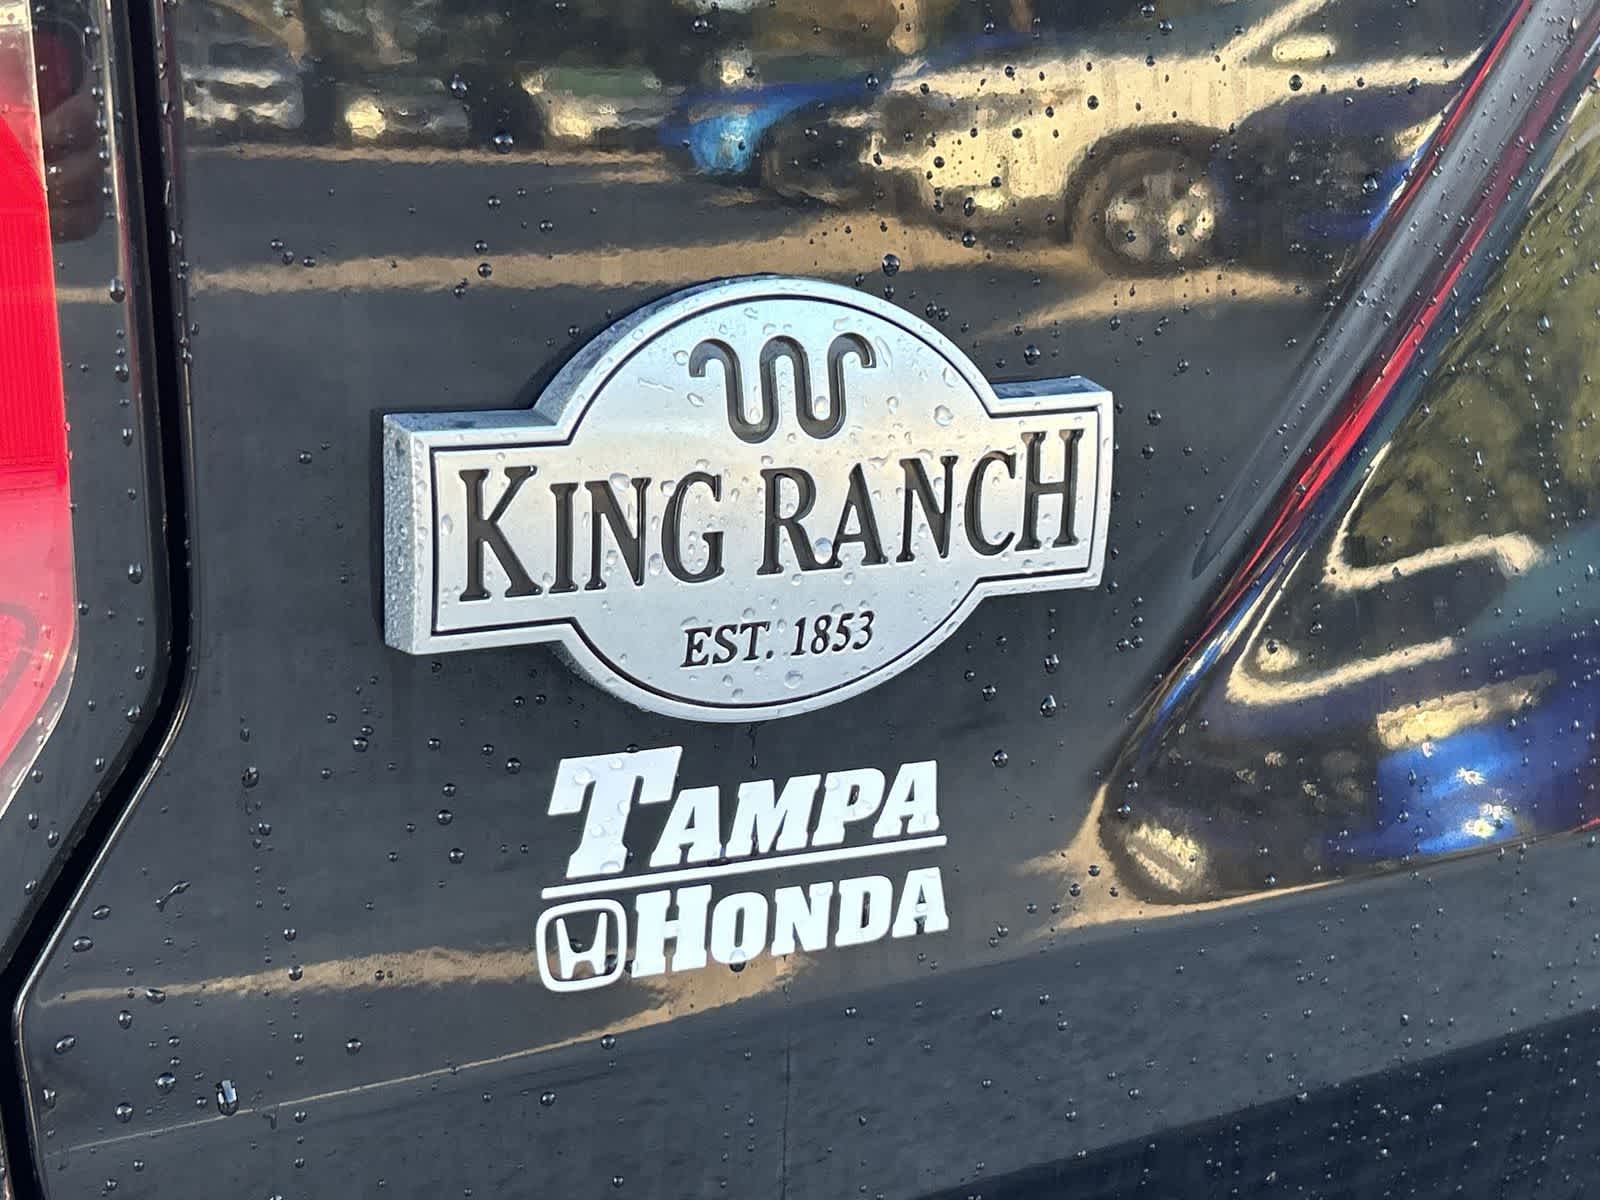 KING RANCH
EST. 1853
TAMPA
HONDA